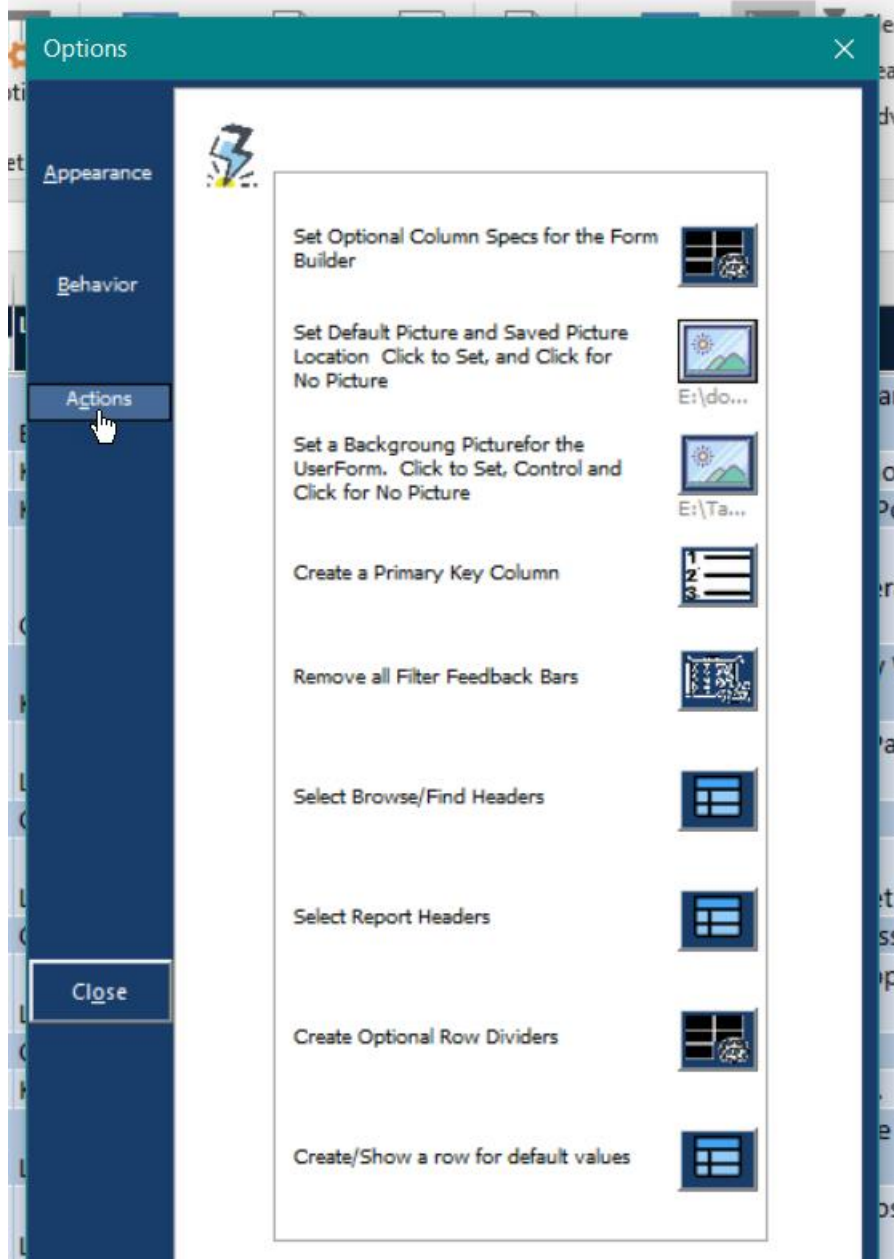 Options
Appearance
Behavior
Actions
Close
Set Optional Column Specs for the Form
Builder
Set Default Picture and Saved Picture
Location Click to Set, and Click for
No Picture
E:\do...
Set a Backgroung Picturefor the
UserForm. Click to Set, Control and
Click for No Picture
E:\Ta...
Create a Primary Key Column
1
2
3
Remove all Filter Feedback Bars
Select Browse/Find Headers
Select Report Headers
Create Optional Row Dividers
Create/Show a row for default values